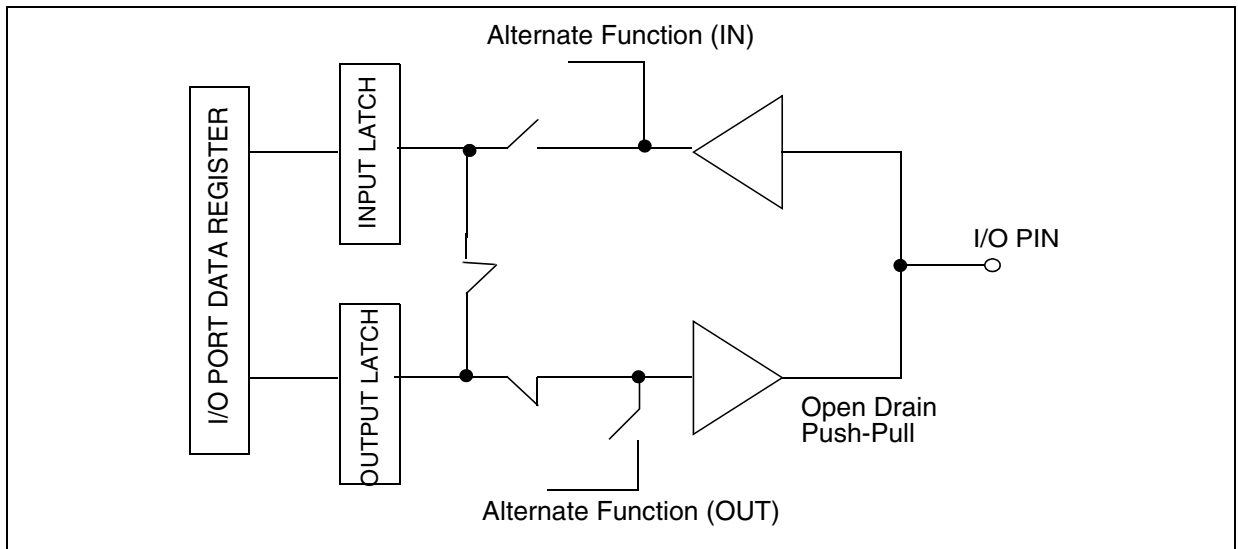 Alternate Function (IN)
I/O PORT DATA REGISTER
INPUT LATCH
I/O PIN
OUTPUT LATCH
Open Drain
Push-Pull
Alternate Function (OUT)